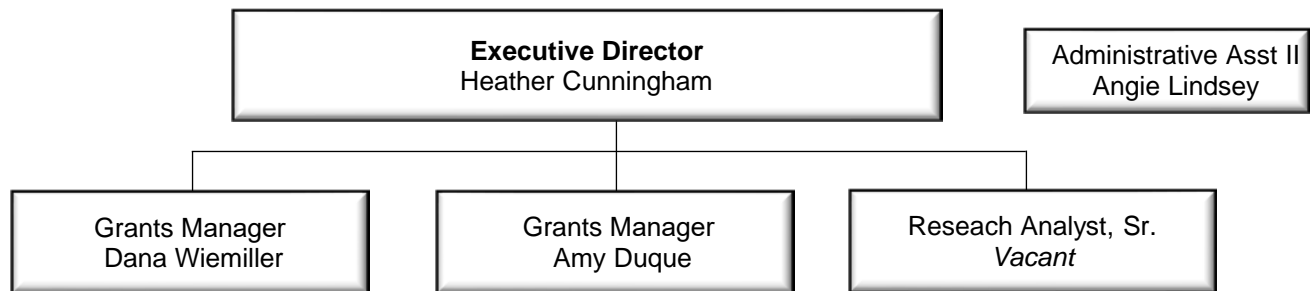 Executive Director
Heather Cunningham
Administrative Asst II
Angie Lindsey
Grants Manager
Dana Wiemiller
Grants Manager
Amy Duque
Reseach Analyst, Sr.
Vacant